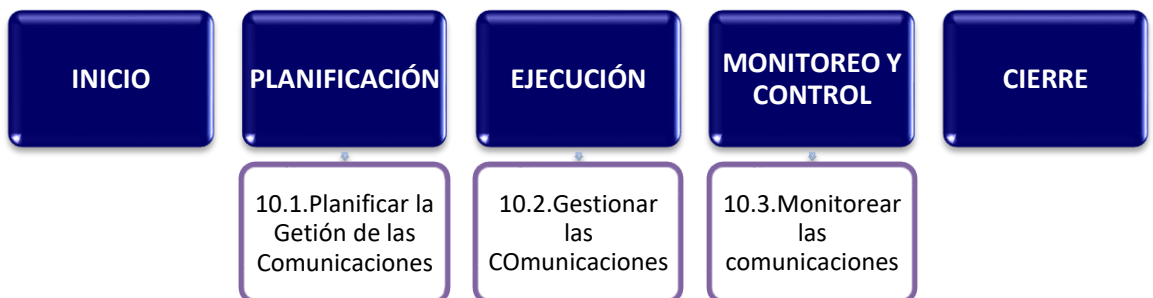 INICIO
PLANIFICACIÓN
EJECUCIÓN
MONITOREO Y
CONTROL
CIERRE
10.1.Planificar la
Getión de las
Comunicaciones
10.2.Gestionar
las
COmunicaciones
10.3.Monitorear
las
comunicaciones